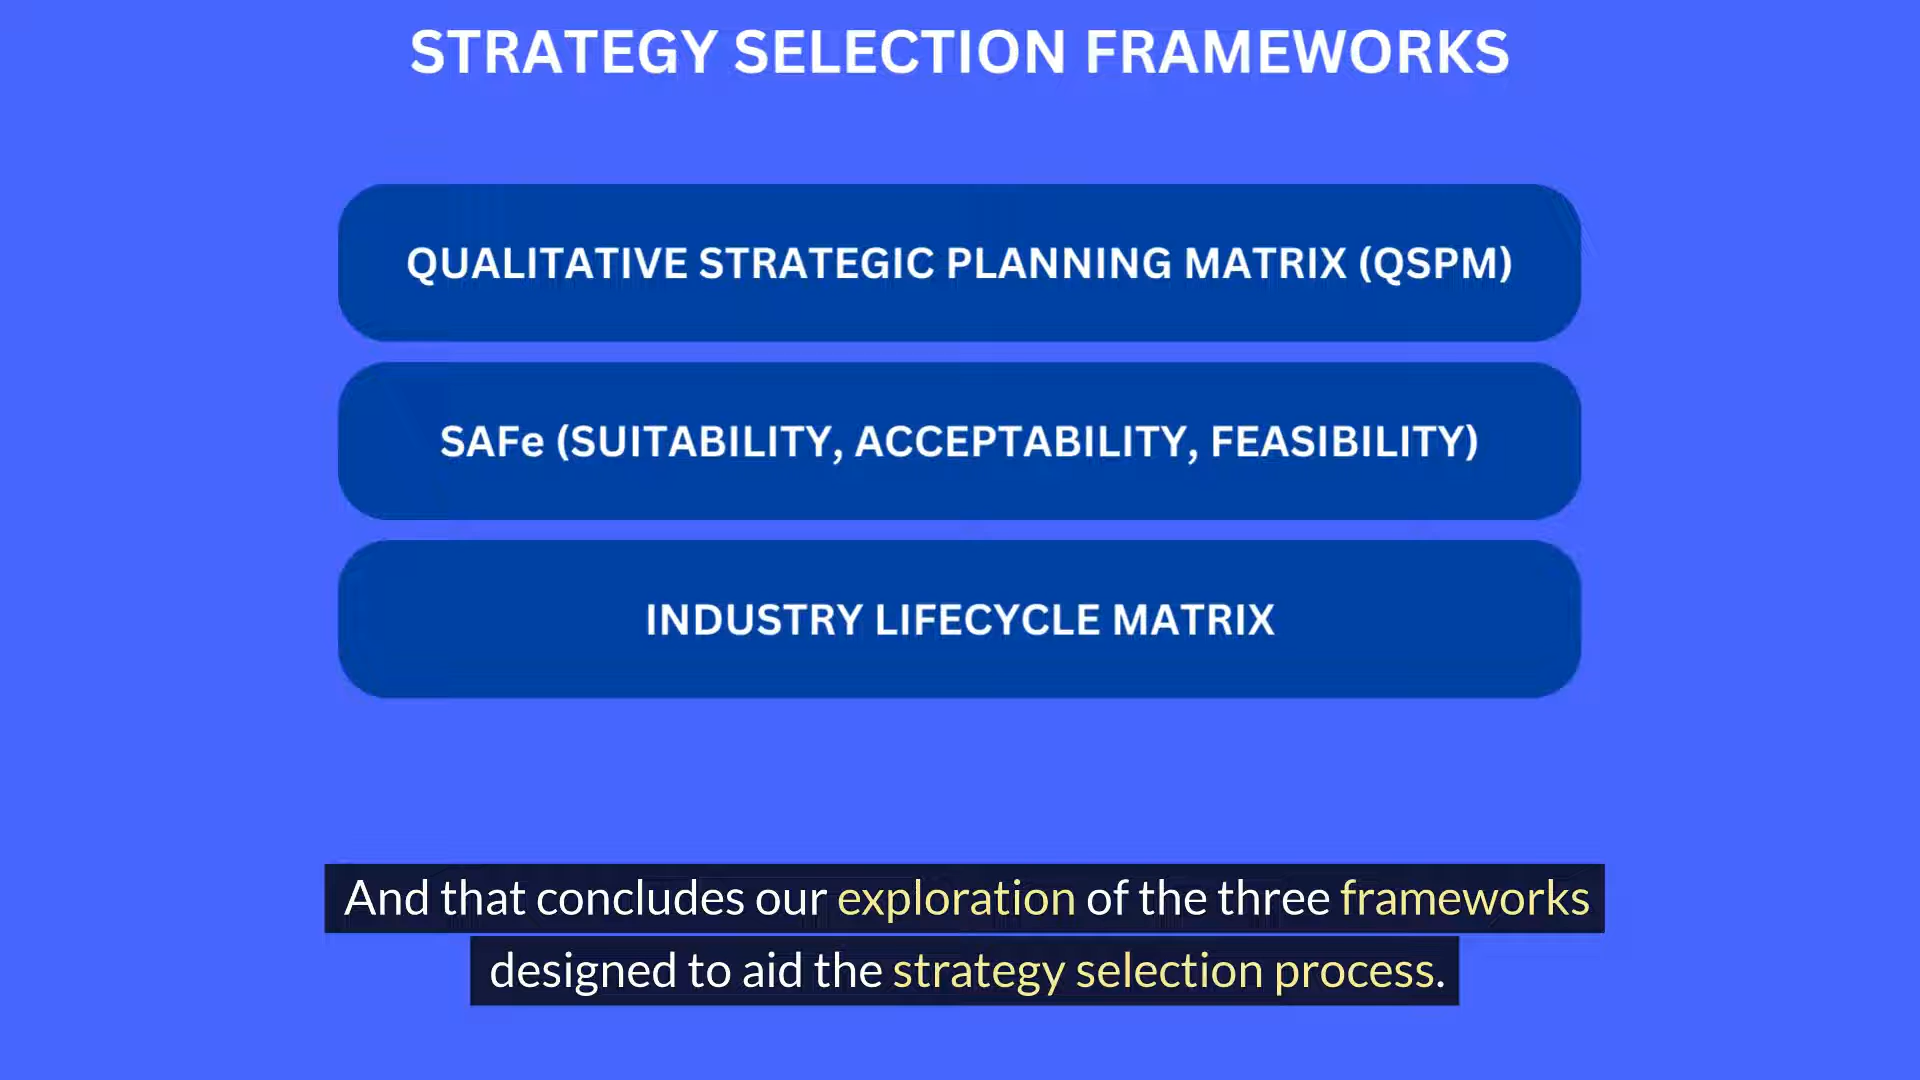 STRATEGY SELECTION FRAMEWORKS
QUALITATIVE STRATEGIC PLANNING MATRIX (QSPM)
SAFe (SUITABILITY, ACCEPTABILITY, FEASIBILITY)
INDUSTRY LIFECYCLE MATRIX
And that concludes our exploration of the three frameworks
designed to aid the strategy selection process.